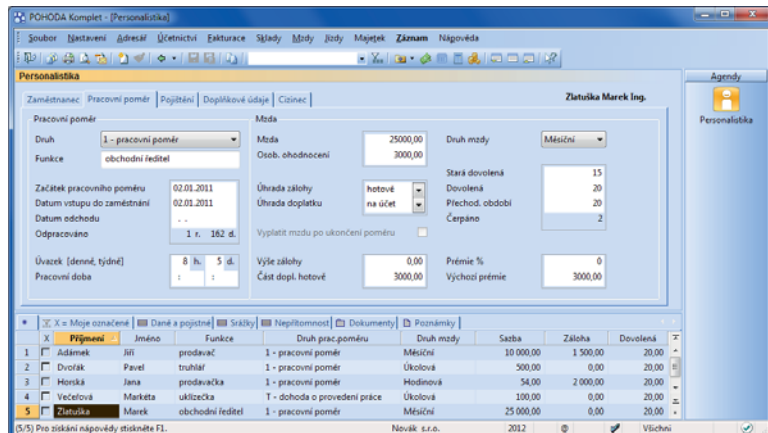 POHODA Komplet - [Personalistika]
Soubor Nastavení Adresář Účetnictví Fakturace Sklady Mzdy Jízdy Majetek Záznam Nápověda
Personalistika
Agendy
Zaměstnanec Pracovní poměr Pojištění Doplňkové údaje Cizinec
Zlatuška Marek Ing.
Personalistika
Pracovní poměr Mzda
Druh 1 - pracovní poměr Mzda 25000,00 Druh mzdy Měsíční
Funkce obchodní ředitel Osob. ohodnocení 3000,00
Stará dovolená 15
Začátek pracovního poměru 02.01.2011 Úhrada zálohy hotově Dovolená 20
Datum vstupu do zaměstnání 02.01.2011 Úhrada doplatku na účet Přechod. období 20
Datum odchodu . . Čerpáno 2
Odpracováno 1 r. 162 d. Vyplatit mzdu po ukončení poměru
Úvazek [denně, týdně] 8 h. 5 d. Výše zálohy 0,00 Prémie % 0
Pracovní doba : : Část dopl. hotově 3000,00 Výchozí prémie 3000,00
* X = Moje označené Daně a pojistné Srážky Nepřítomnost Dokumenty Poznámky
X Příjmení Jméno Funkce Druh prac.poměru Druh mzdy Sazba Záloha Dovolená
1 Adámek Jiří prodavač 1 - pracovní poměr Měsíční 10 000,00 1 500,00 20,00
2 Dvořák Pavel truhlář 1 - pracovní poměr Úkolová 500,00 0,00 20,00
3 Horská Jana prodavačka 1 - pracovní poměr Hodinová 54,00 2 000,00 20,00
4 Večeřová Markéta uklízečka T - dohoda o provedení práce Úkolová 100,00 0,00 20,00
5 Zlatuška Marek obchodní ředitel 1 - pracovní poměr Měsíční 25 000,00 0,00 20,00
(5/5) Pro získání nápovědy stiskněte F1. Novák s.r.o. 2012 @ Všichni